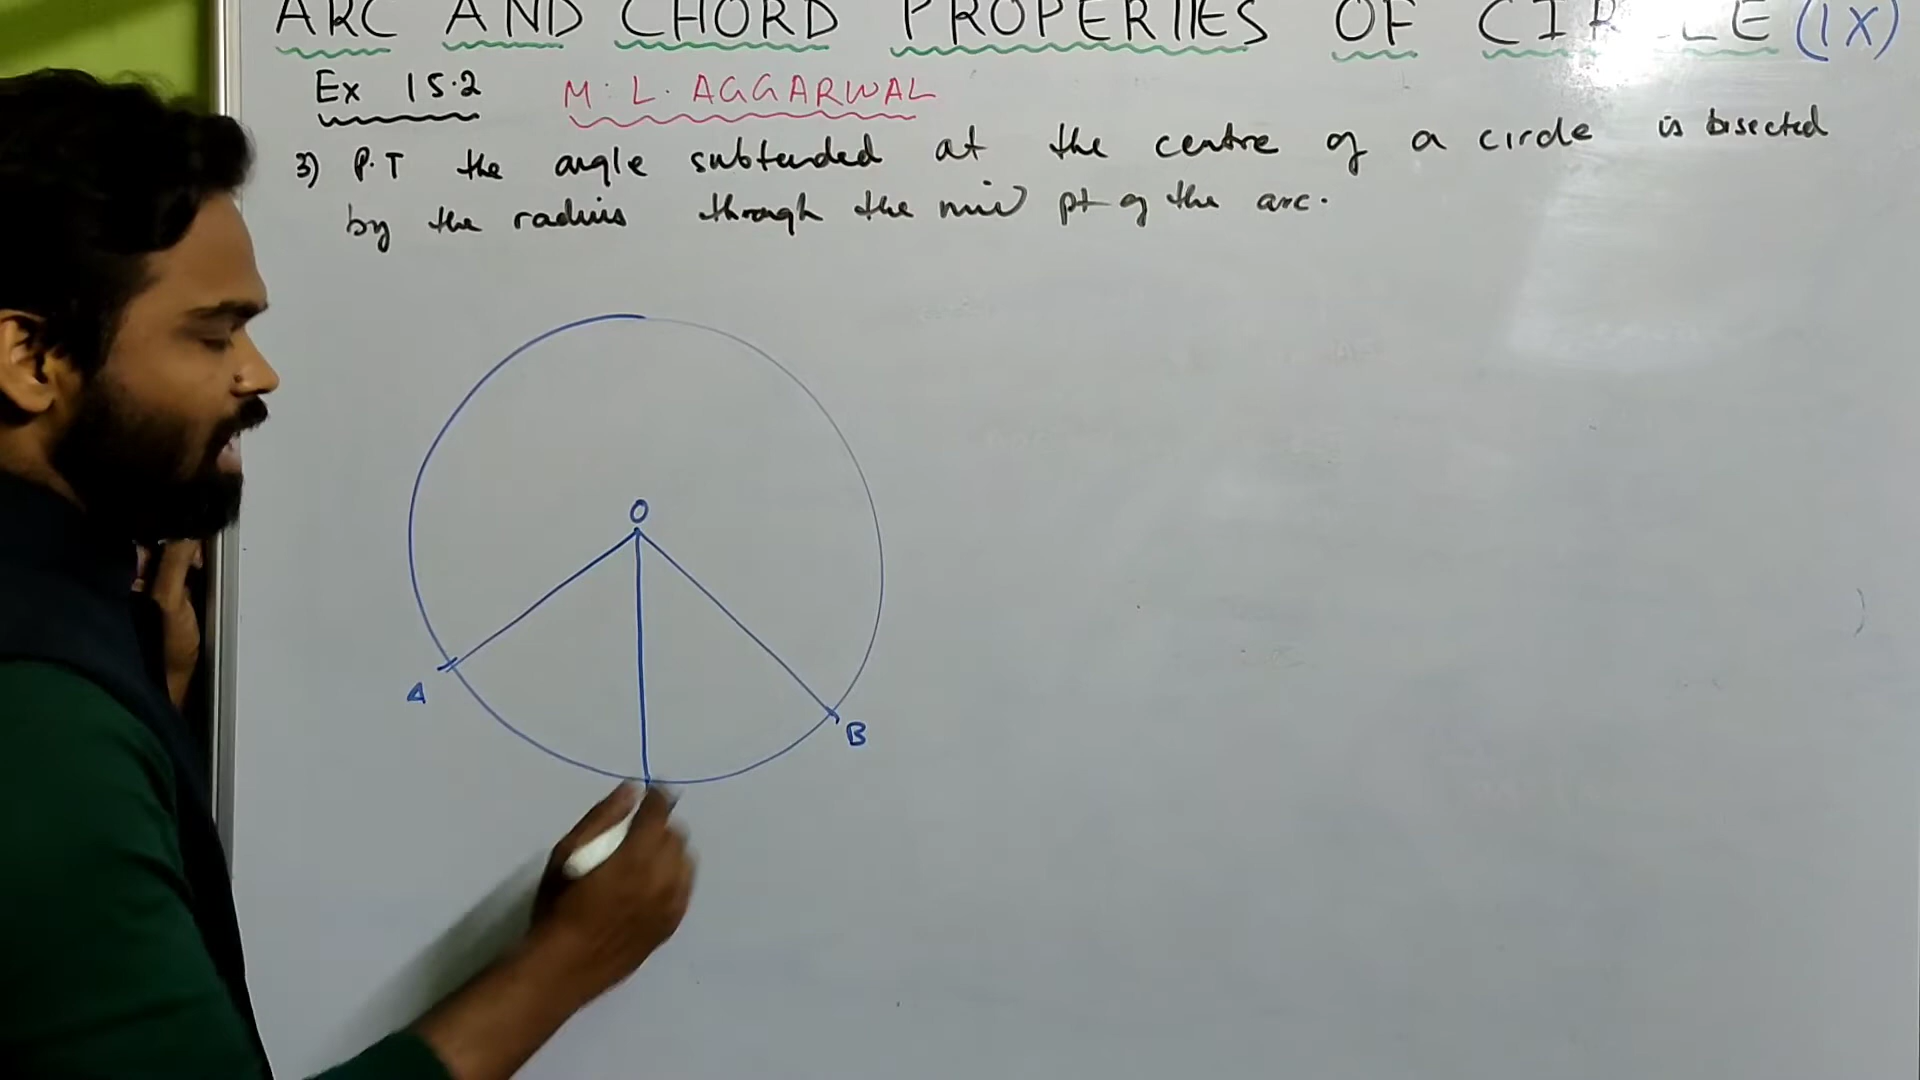 ARC AND CHORD PROPERTIES OF CIR LE (IX)
Ex 15.2 M. L. AGGARWAL
3) P.T the angle subtended at the centre of a circle is bisected
by the radius through the mid pt of the arc.
O
A
B